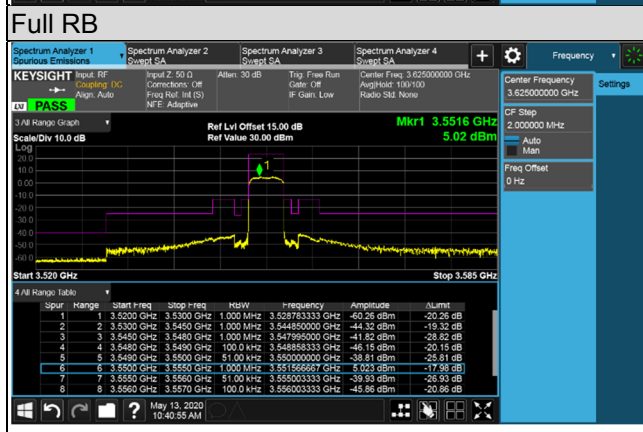 Full RB
Spectrum Analyzer 1
Spurious Emissions
Spectrum Analyzer 2
Swept SA
Spectrum Analyzer 3
Swept SA
Spectrum Analyzer 4
Swept SA
+
Frequency
KEYSIGHT
Input: RF
Coupling: DC
Align: Auto
Input Z: 50 Ω
Corrections: Off
Freq Ref: Int (S)
NFE: Adaptive
Atten: 30 dB
Trig: Free Run
Gate: Off
IF Gain: Low
Center Freq: 3.625000000 GHz
Avg|Hold: 100/100
Radio Std: None
LXI PASS
Center Frequency
3.625000000 GHz
Settings
CF Step
2.000000 MHz
Auto
Man
Freq Offset
0 Hz
3 All Range Graph
Scale/Div 10.0 dB
Ref Lvl Offset 15.00 dB
Ref Value 30.00 dBm
Mkr1 3.5516 GHz
5.02 dBm
Log
20.0
10.0
0.00
-10.0
-20.0
-30.0
-40.0
-50.0
-60.0
1
Start 3.520 GHz
Stop 3.585 GHz
4 All Range Table
Spur Range Start Freq Stop Freq RBW Frequency Amplitude ΔLimit
1 1 3.5200 GHz 3.5300 GHz 1.000 MHz 3.528783333 GHz -60.26 dBm -20.26 dB
2 2 3.5300 GHz 3.5450 GHz 1.000 MHz 3.544850000 GHz -44.32 dBm -19.32 dB
3 3 3.5450 GHz 3.5480 GHz 1.000 MHz 3.547995000 GHz -41.82 dBm -28.82 dB
4 4 3.5480 GHz 3.5490 GHz 100.0 kHz 3.548858333 GHz -46.15 dBm -20.15 dB
5 5 3.5490 GHz 3.5500 GHz 51.00 kHz 3.550000000 GHz -38.81 dBm -25.81 dB
6 6 3.5500 GHz 3.5550 GHz 1.000 MHz 3.551566667 GHz 5.023 dBm -17.98 dB
7 7 3.5550 GHz 3.5560 GHz 51.00 kHz 3.555003333 GHz -39.93 dBm -26.93 dB
8 8 3.5560 GHz 3.5570 GHz 100.0 kHz 3.556003333 GHz -45.86 dBm -20.86 dB
?
May 13, 2020
10:40:55 AM